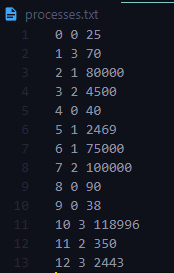 processes.txt
1 0 0 25
2 1 3 70
3 2 1 80000
4 3 2 4500
5 4 0 40
6 5 1 2469
7 6 1 75000
8 7 2 100000
9 8 0 90
10 9 0 38
11 10 3 118996
12 11 2 350
13 12 3 2443